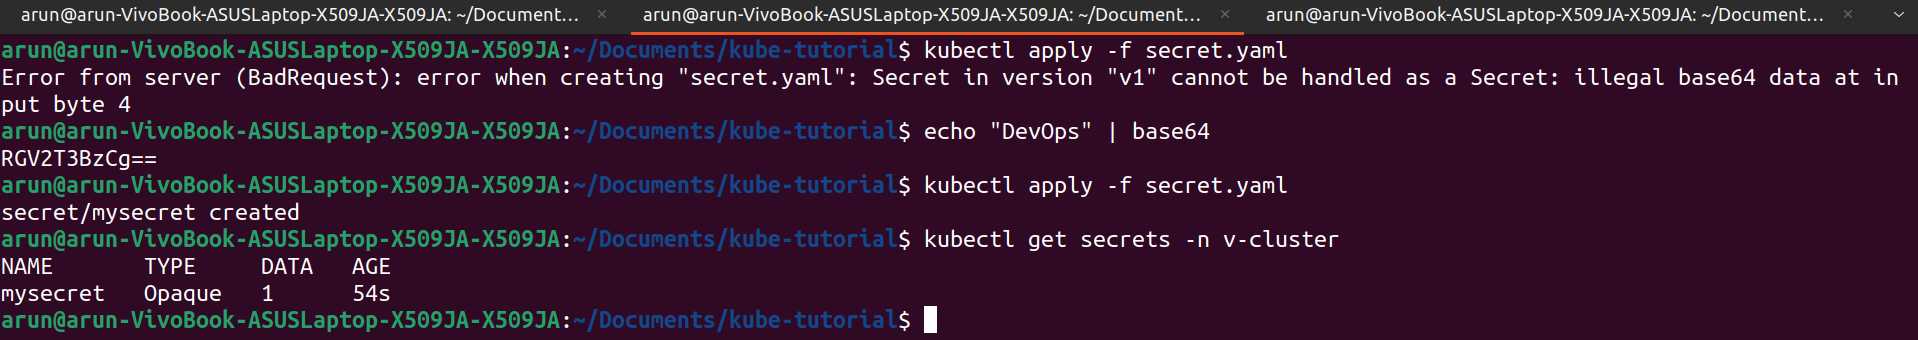 arun@arun-VivoBook-ASUSLaptop-X509JA-X509JA: ~/Document... × arun@arun-VivoBook-ASUSLaptop-X509JA-X509JA: ~/Document... × arun@arun-VivoBook-ASUSLaptop-X509JA-X509JA: ~/Document... ×
arun@arun-VivoBook-ASUSLaptop-X509JA-X509JA:~/Documents/kube-tutorial$ kubectl apply -f secret.yaml
Error from server (BadRequest): error when creating "secret.yaml": Secret in version "v1" cannot be handled as a Secret: illegal base64 data at in
put byte 4
arun@arun-VivoBook-ASUSLaptop-X509JA-X509JA:~/Documents/kube-tutorial$ echo "DevOps" | base64
RGV2T3BzCg==
arun@arun-VivoBook-ASUSLaptop-X509JA-X509JA:~/Documents/kube-tutorial$ kubectl apply -f secret.yaml
secret/mysecret created
arun@arun-VivoBook-ASUSLaptop-X509JA-X509JA:~/Documents/kube-tutorial$ kubectl get secrets -n v-cluster
NAME TYPE DATA AGE
mysecret Opaque 1 54s
arun@arun-VivoBook-ASUSLaptop-X509JA-X509JA:~/Documents/kube-tutorial$